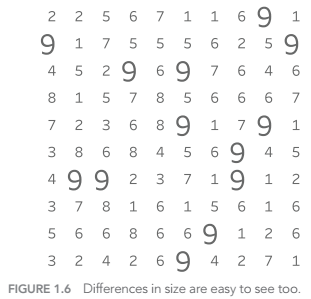 2 2 5 6 7 1 1 6 9 1
9 1 7 5 5 5 6 2 5 9
4 5 2 9 6 9 7 6 4 6
8 1 5 7 8 5 6 6 6 7
7 2 3 6 8 9 1 7 9 1
3 8 6 8 4 5 6 9 4 5
4 9 9 2 3 7 1 9 1 2
3 7 8 1 6 1 5 6 1 6
5 6 6 8 6 6 9 1 2 6
3 2 4 2 6 9 4 2 7 1
FIGURE 1.6 Differences in size are easy to see too.